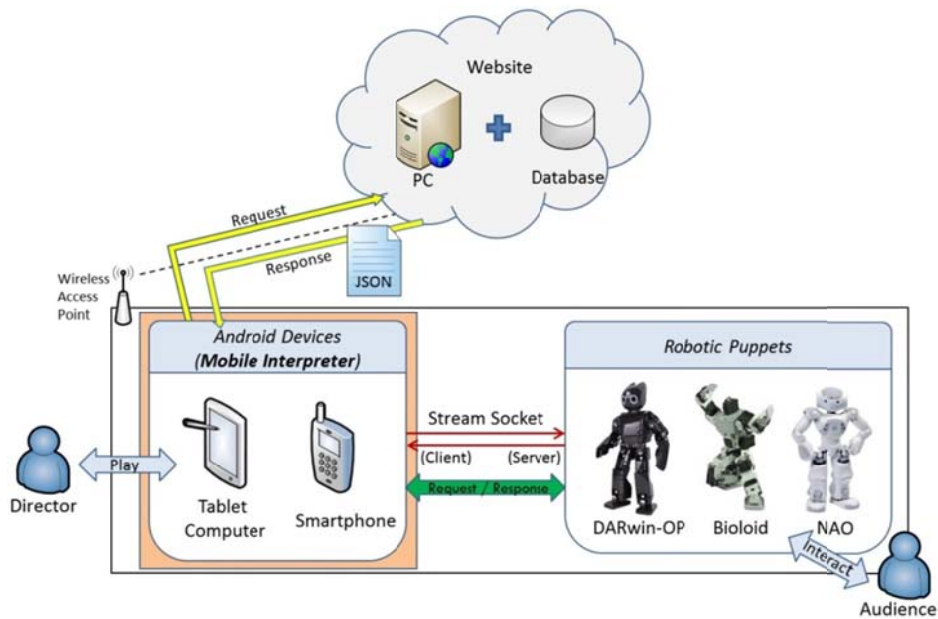 Website
PC
Database
Request
Response
JSON
Wireless
Access
Point
Android Devices
(Mobile Interpreter)
Robotic Puppets
Stream Socket
(Client)
(Server)
Request / Response
Play
Director
Tablet
Computer
Smartphone
DARwin-OP
Bioloid
NAO
Interact
Audience